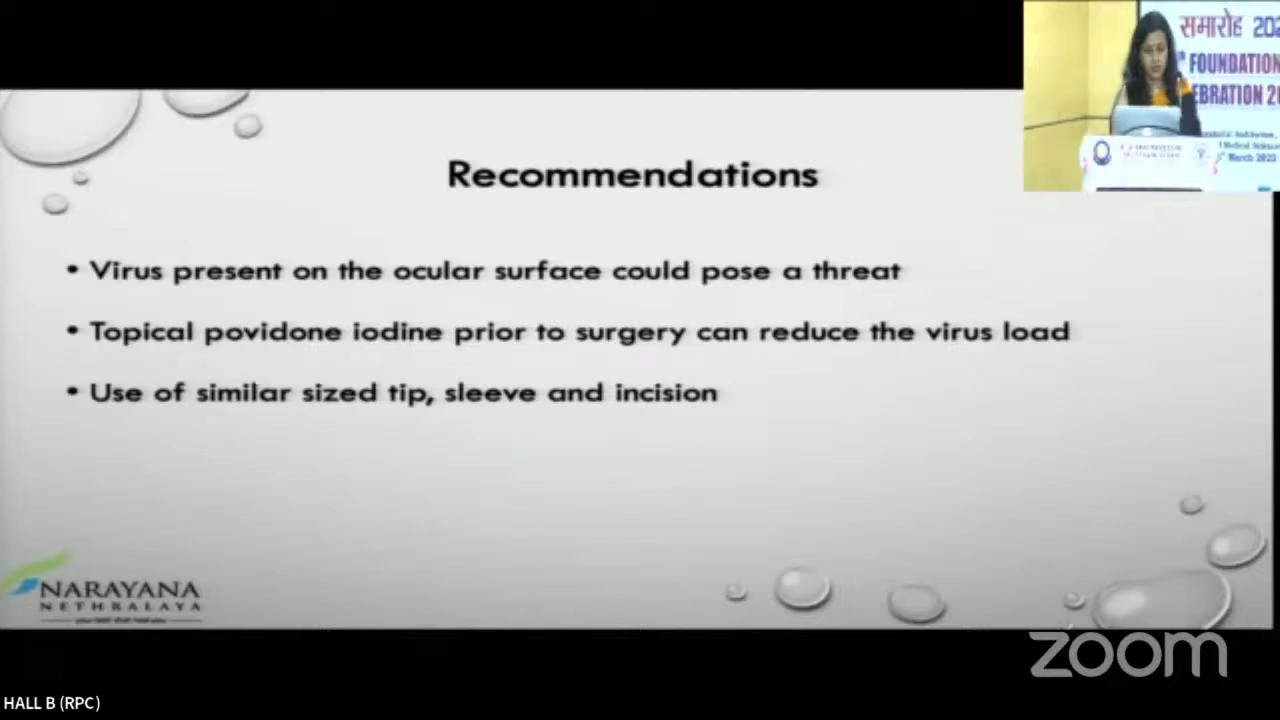 समारोह 202
FOUNDATION
EBRATION 20
March 2022
Recommendations
• Virus present on the ocular surface could pose a threat
• Topical povidone iodine prior to surgery can reduce the virus load
• Use of similar sized tip, sleeve and incision
NARAYANA
NETHRALAYA
zoom
HALL B (RPC)